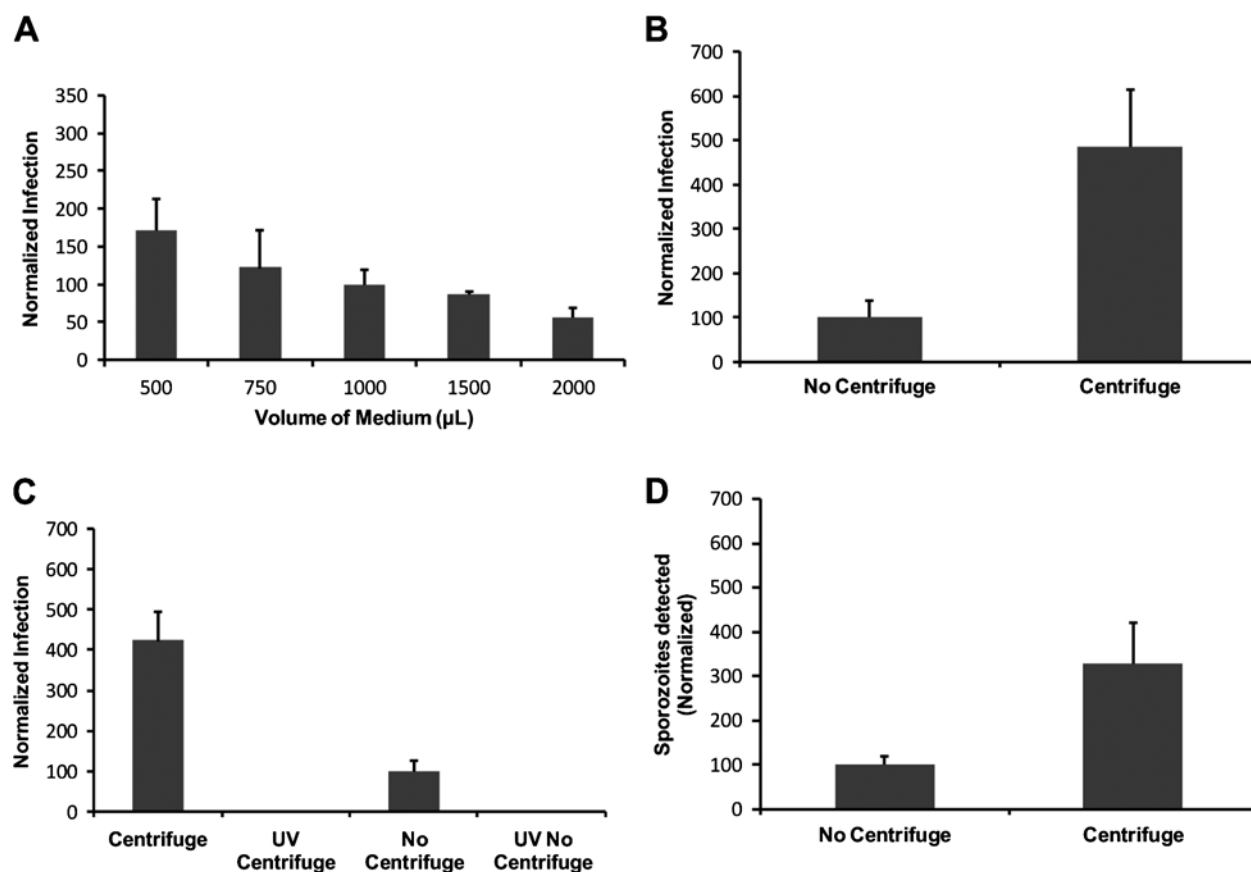 A
350
300
250
200
150
100
50
0
Normalized Infection
500 750 1000 1500 2000
Volume of Medium (µL)
B
700
600
500
400
300
200
100
0
Normalized Infection
No Centrifuge Centrifuge
C
700
600
500
400
300
200
100
0
Normalized Infection
Centrifuge UV No UV No
Centrifuge Centrifuge Centrifuge
D
700
600
500
400
300
200
100
0
Sporozoites detected
(Normalized)
No Centrifuge Centrifuge